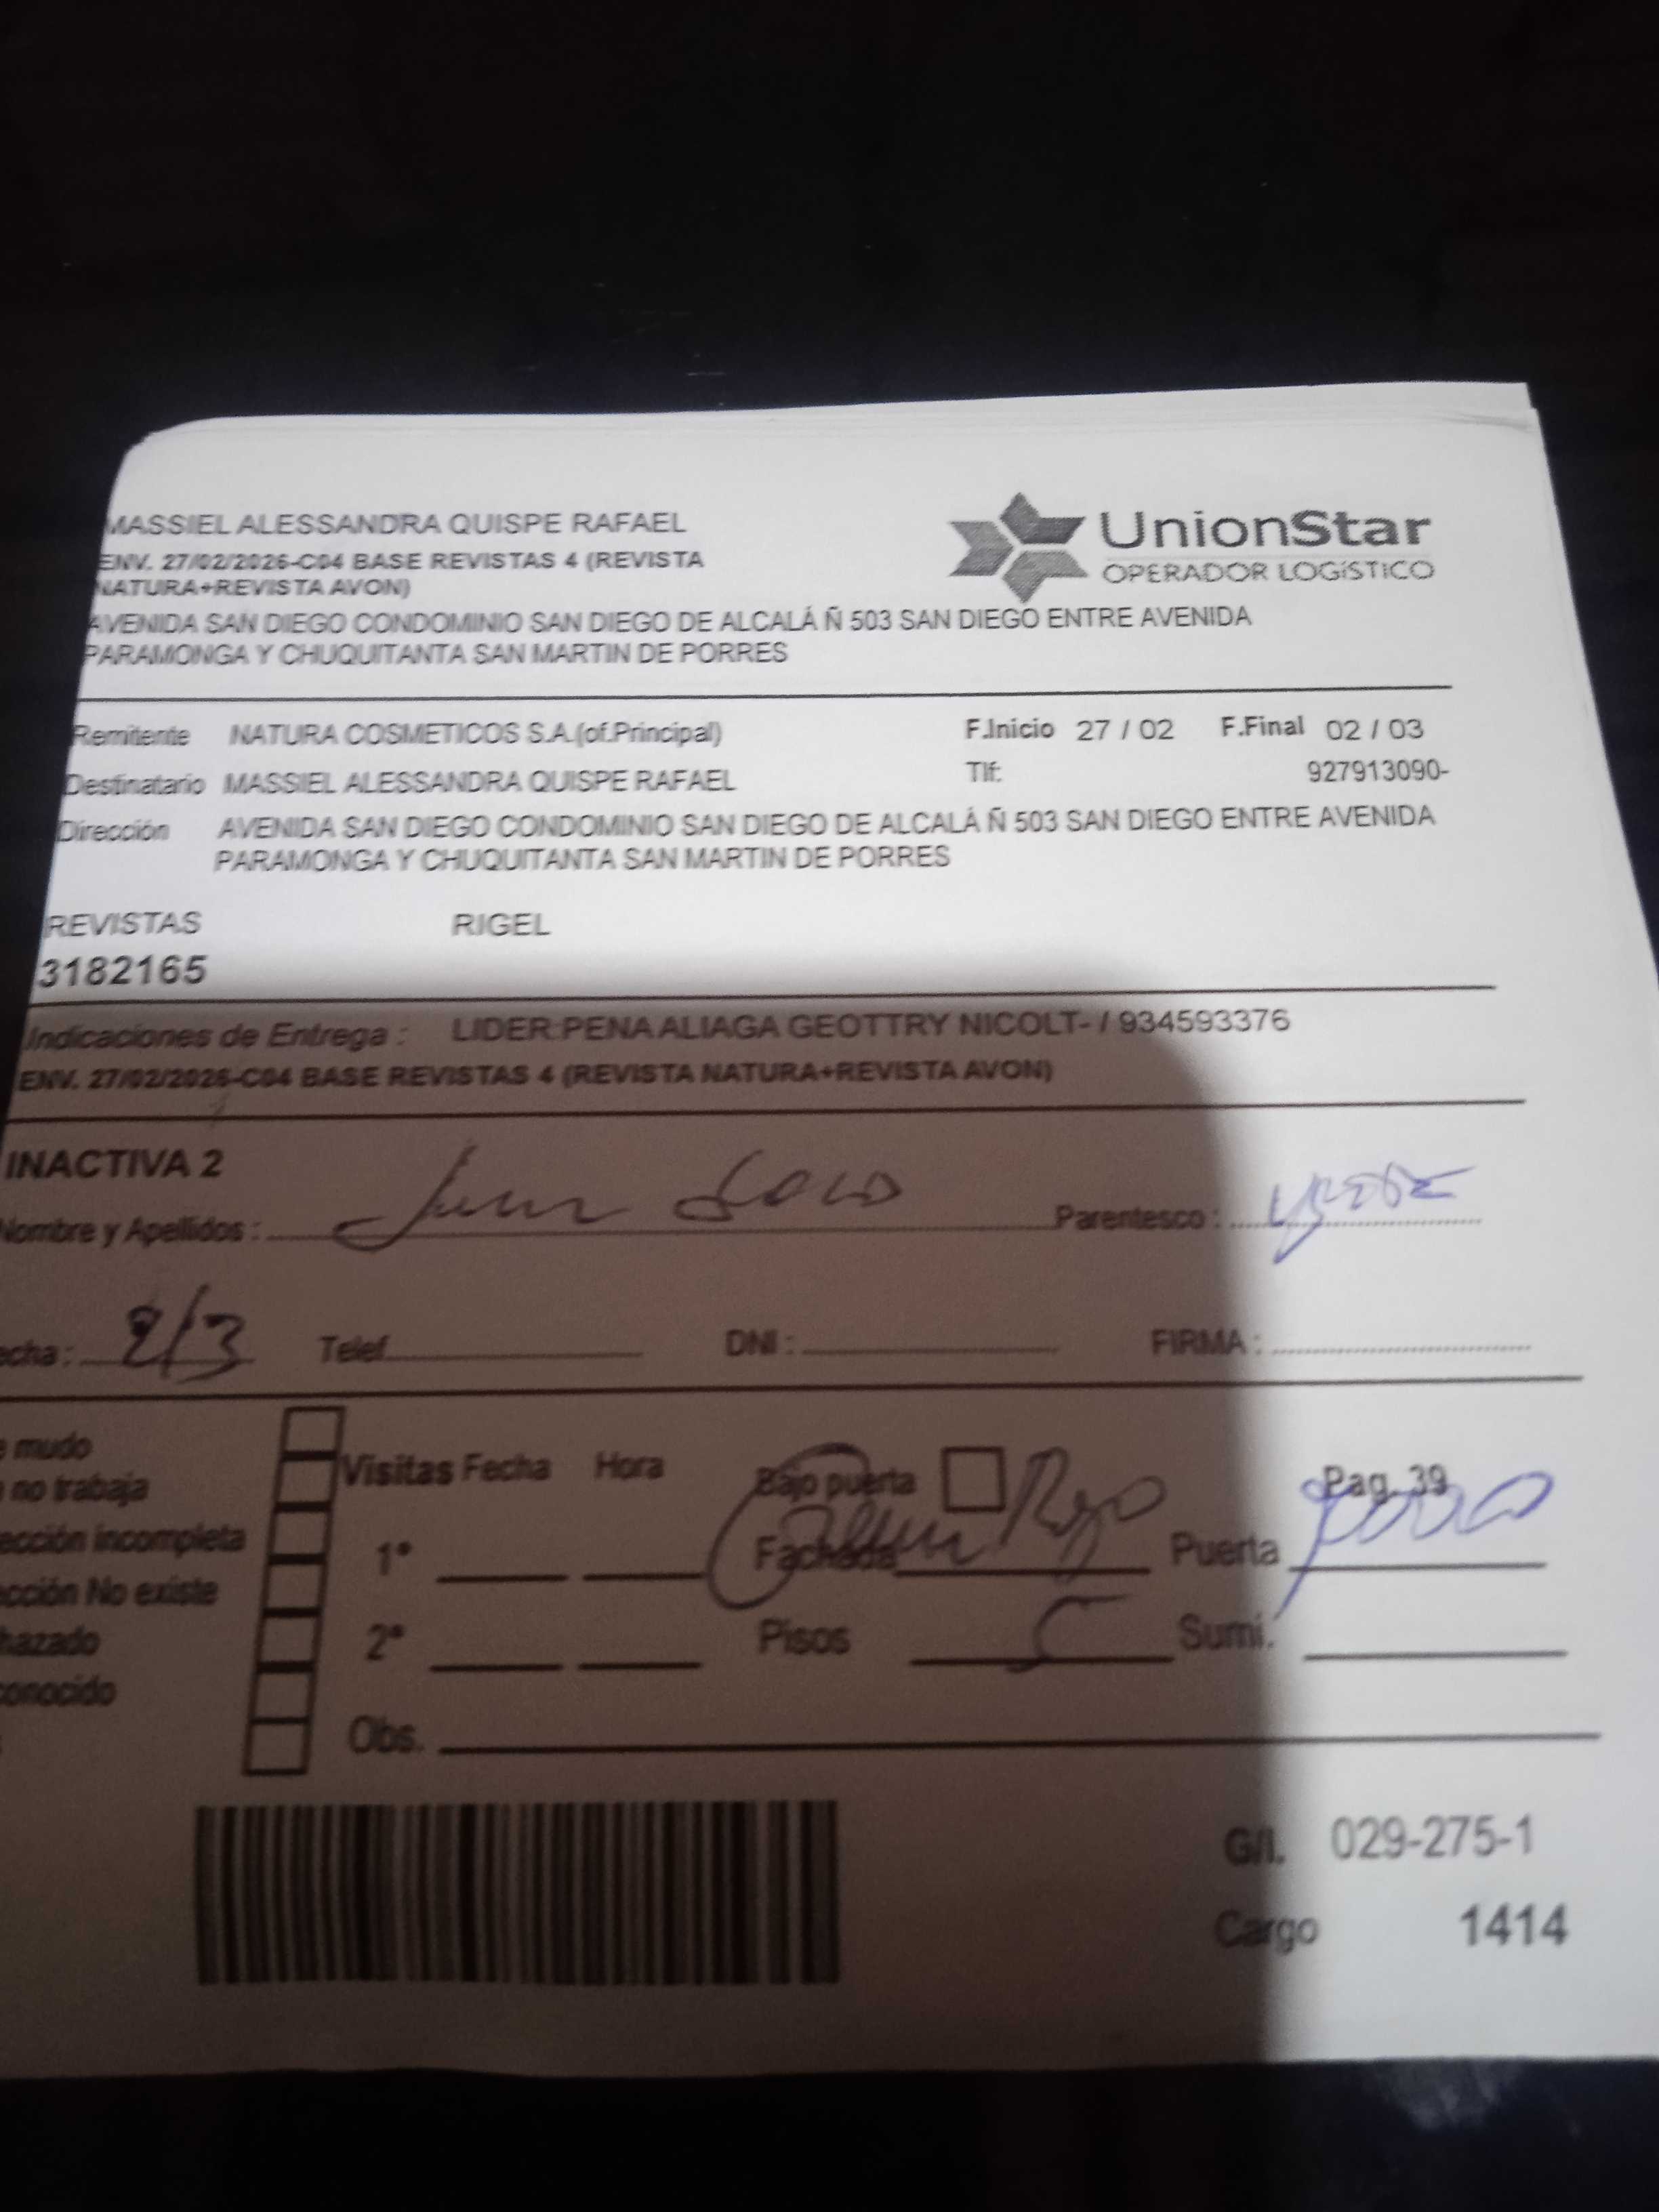 MASSIEL ALESSANDRA QUISPE RAFAEL
UnionStar
ENV. 27/02/2026-C04 BASE REVISTAS 4 (REVISTA
NATURA+REVISTA AVON)
OPERADOR LOGÍSTICO
AVENIDA SAN DIEGO CONDOMINIO SAN DIEGO DE ALCALÁ Ñ 503 SAN DIEGO ENTRE AVENIDA
PARAMONGA Y CHUQUITANTA SAN MARTIN DE PORRES
Remitente NATURA COSMETICOS S.A.(of.Principal) F.Inicio 27 / 02 F.Final 02 / 03
Destinatario MASSIEL ALESSANDRA QUISPE RAFAEL Tlf: 927913090-
Dirección AVENIDA SAN DIEGO CONDOMINIO SAN DIEGO DE ALCALÁ Ñ 503 SAN DIEGO ENTRE AVENIDA
PARAMONGA Y CHUQUITANTA SAN MARTIN DE PORRES
REVISTAS RIGEL
3182165
Indicaciones de Entrega : LIDER:PENA ALIAGA GEOTTRY NICOLT- / 934593376
ENV. 27/02/2026-C04 BASE REVISTAS 4 (REVISTA NATURA+REVISTA AVON)
INACTIVA 2
Nombre y Apellidos : Parentesco :
echa : 2/3 Telef. DNI : FIRMA :
e mudo
no trabaja
ección incompleta
cción No existe
hazado
conocido
Visitas Fecha Hora Bajo puerta Pag. 39
1° Fachada Puerta
2° Pisos Sumi.
Obs.
G/l. 029-275-1
Cargo 1414